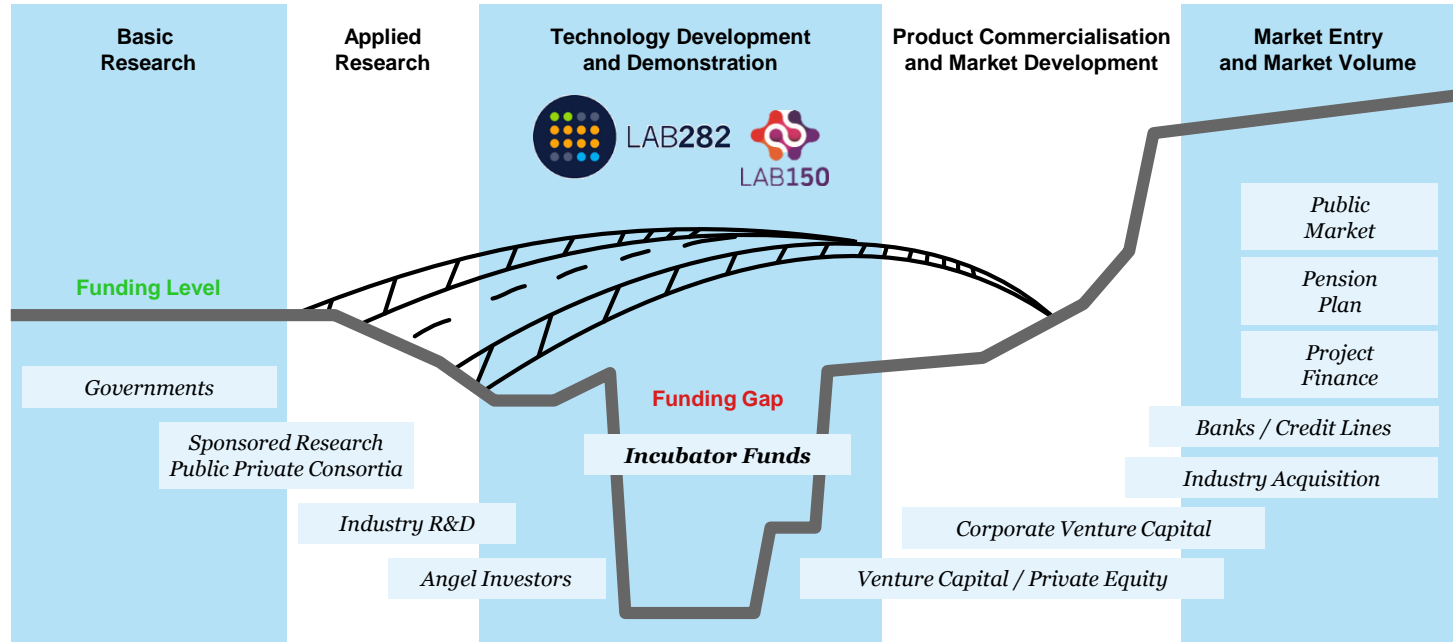 Basic
Research
Applied
Research
Technology Development
and Demonstration
Product Commercialisation
and Market Development
Market Entry
and Market Volume
LAB282
LAB150
Public
Market
Funding Level
Pension
Plan
Project
Finance
Governments
Funding Gap
Banks / Credit Lines
Sponsored Research
Public Private Consortia
Incubator Funds
Industry Acquisition
Industry R&D
Corporate Venture Capital
Angel Investors
Venture Capital / Private Equity